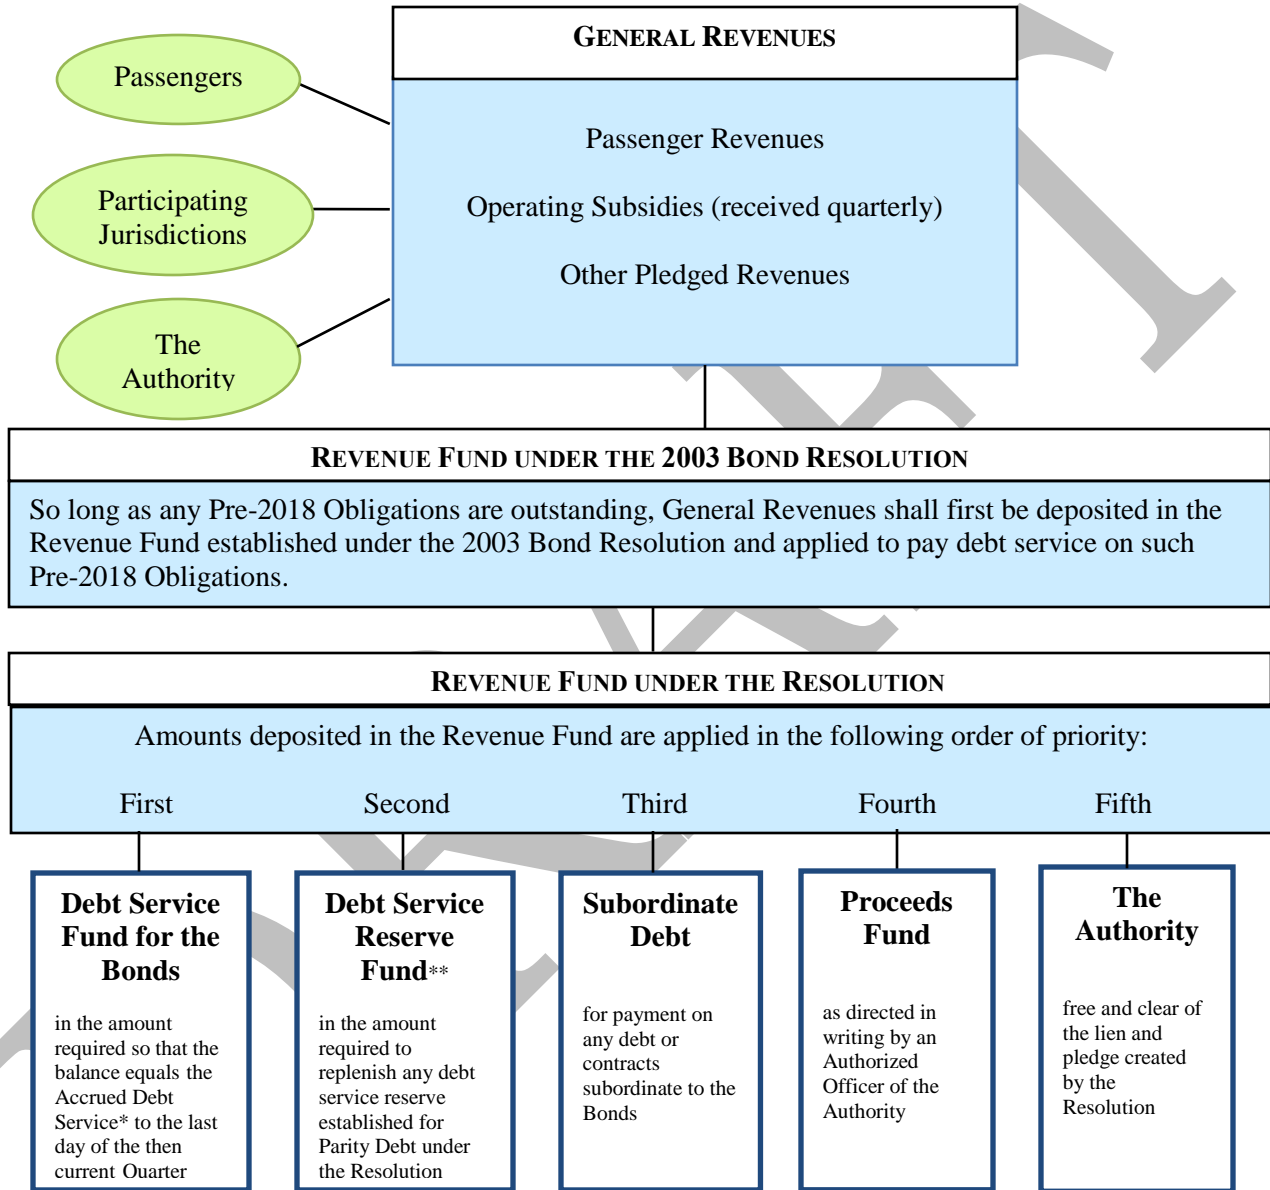 GENERAL REVENUES
Passengers
Passenger Revenues
Participating
Jurisdictions
Operating Subsidies (received quarterly)
Other Pledged Revenues
The
Authority
REVENUE FUND UNDER THE 2003 BOND RESOLUTION
So long as any Pre-2018 Obligations are outstanding, General Revenues shall first be deposited in the
Revenue Fund established under the 2003 Bond Resolution and applied to pay debt service on such
Pre-2018 Obligations.
REVENUE FUND UNDER THE RESOLUTION
Amounts deposited in the Revenue Fund are applied in the following order of priority:
First
Second
Third
Fourth
Fifth
Debt Service
Fund for the
Bonds
in the amount
required so that the
balance equals the
Accrued Debt
Service* to the last
day of the then
current Quarter
Debt Service
Reserve
Fund**
in the amount
required to
replenish any debt
service reserve
established for
Parity Debt under
the Resolution
Subordinate
Debt
for payment on
any debt or
contracts
subordinate to the
Bonds
Proceeds
Fund
as directed in
writing by an
Authorized
Officer of the
Authority
The
Authority
free and clear of
the lien and
pledge created
by the
Resolution
DRAFT